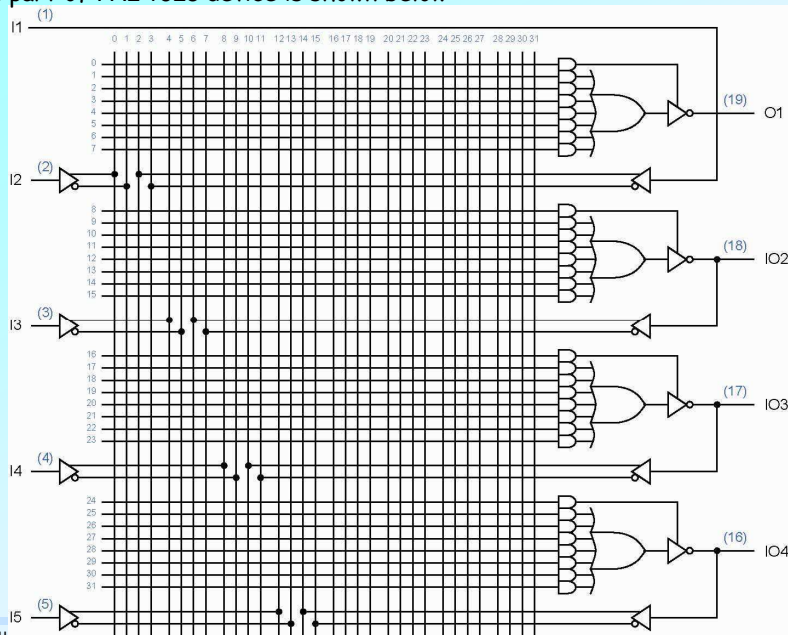 part of PAL 16L8 device is shown below
I1 (1)
0 1 2 3 4 5 6 7 8 9 10 11 12 13 14 15 16 17 18 19 20 21 22 23 24 25 26 27 28 29 30 31
0
1
2
3
4
5
6
7
(19) O1
I2 (2)
8
9
10
11
12
13
14
15
(18) IO2
I3 (3)
16
17
18
19
20
21
22
23
(17) IO3
I4 (4)
24
25
26
27
28
29
30
31
(16) IO4
I5 (5)